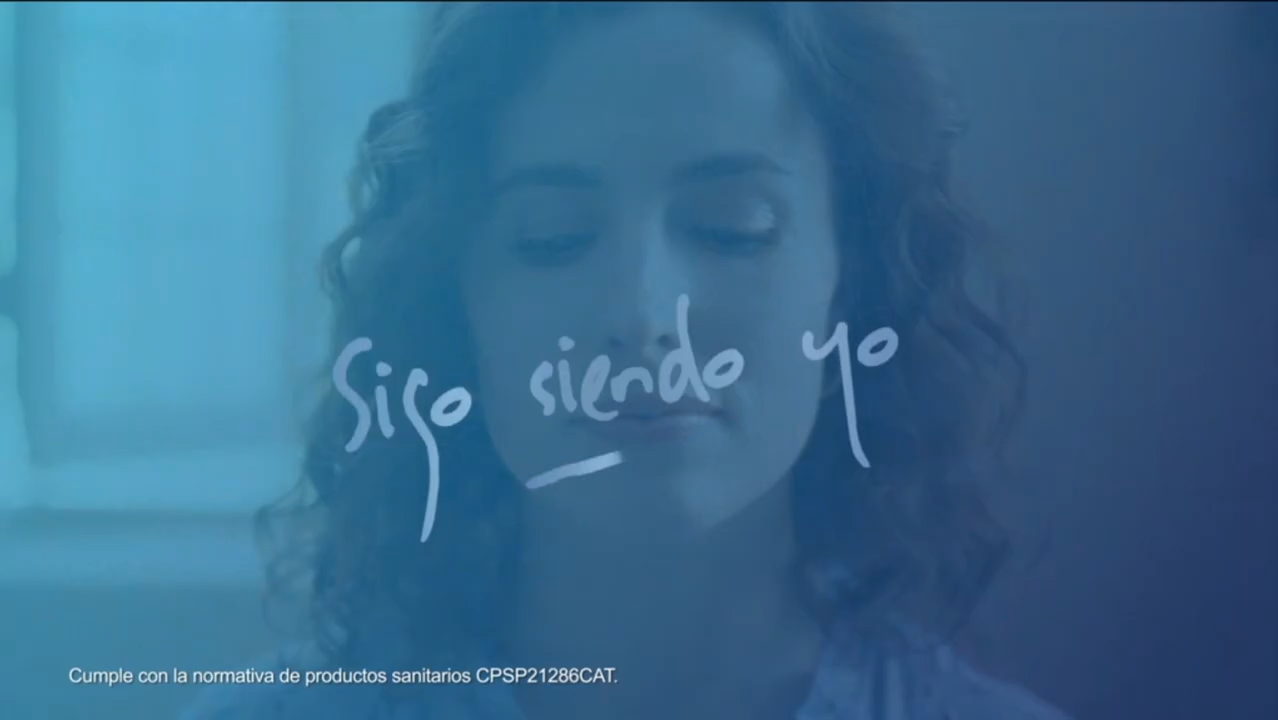 Sigo siendo yo
Cumple con la normativa de productos sanitarios CPSP21286CAT.